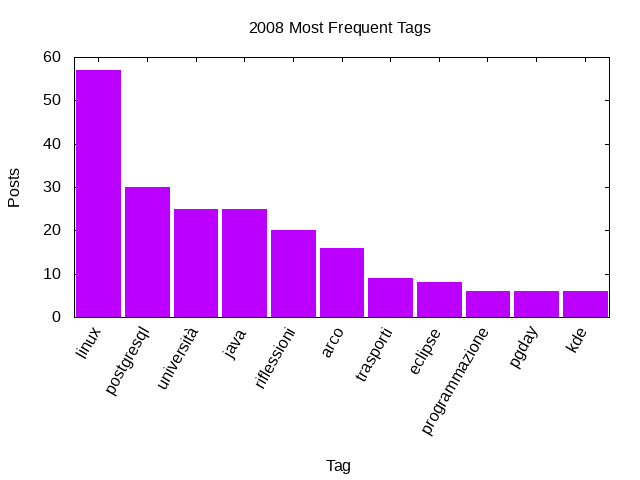 2008 Most Frequent Tags
60
50
40
30
20
10
0
Posts
linux
postgresql
università
java
riflessioni
arco
trasporti
eclipse
programmazione
pgday
kde
Tag